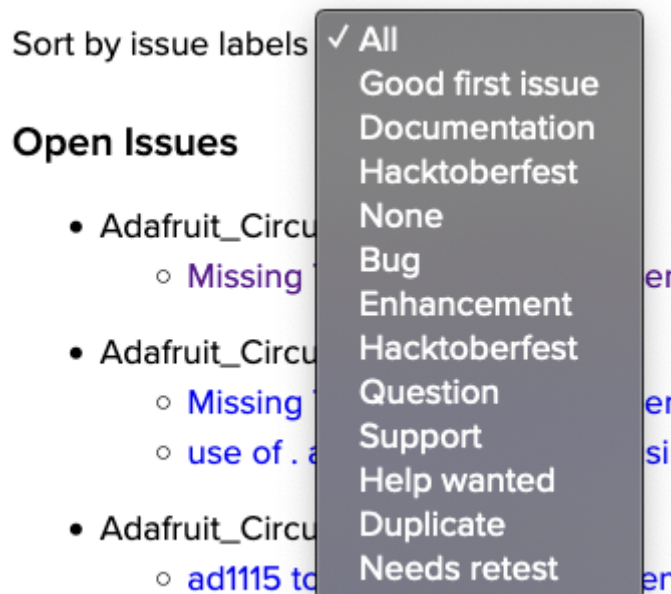 Sort by issue labels ✓ All
Good first issue
Documentation
Open Issues
Hacktoberfest
None
Adafruit_Circu
Bug
Missing
Enhancement
Hacktoberfest
Adafruit_Circu
Question
Missing
Support
use of .
Help wanted
Duplicate
Adafruit_Circu
Needs retest
ad1115 to